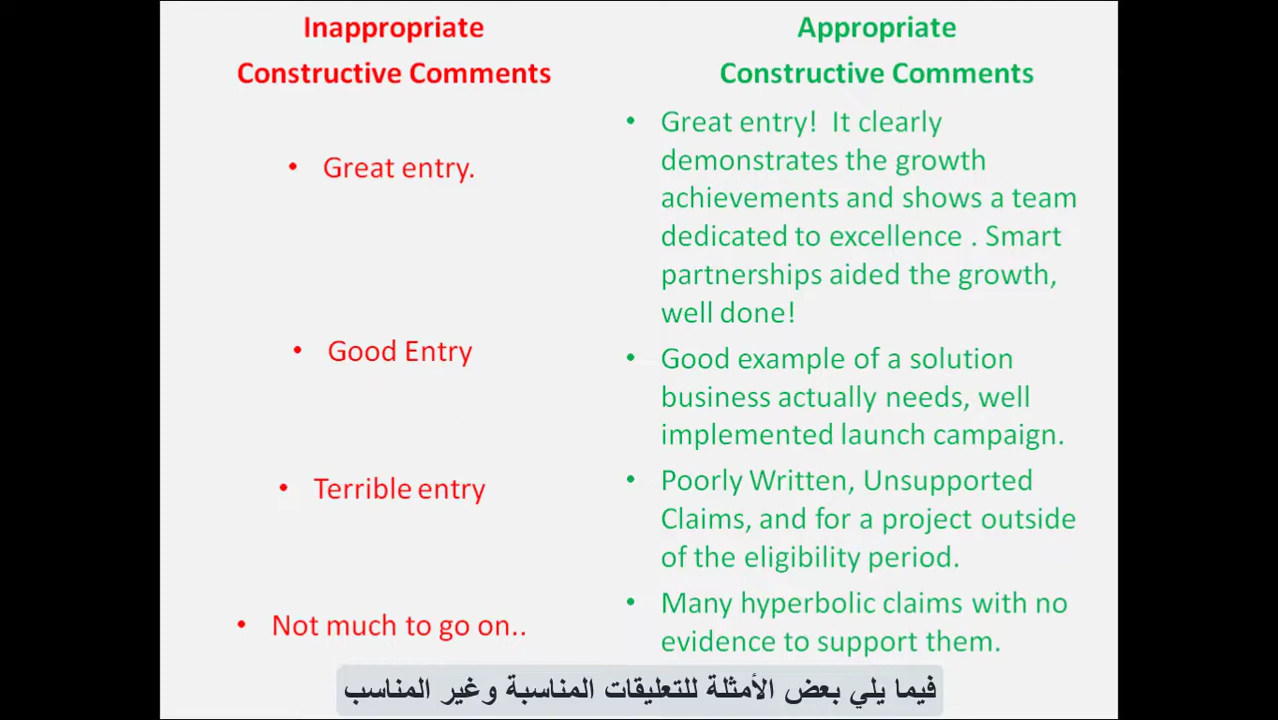 Inappropriate
Constructive Comments
• Great entry.
• Good Entry
• Terrible entry
• Not much to go on..
Appropriate
Constructive Comments
• Great entry! It clearly
demonstrates the growth
achievements and shows a team
dedicated to excellence . Smart
partnerships aided the growth,
well done!
• Good example of a solution
business actually needs, well
implemented launch campaign.
• Poorly Written, Unsupported
Claims, and for a project outside
of the eligibility period.
• Many hyperbolic claims with no
evidence to support them.
فيما يلي بعض الأمثلة للتعليقات المناسبة وغير المناسب